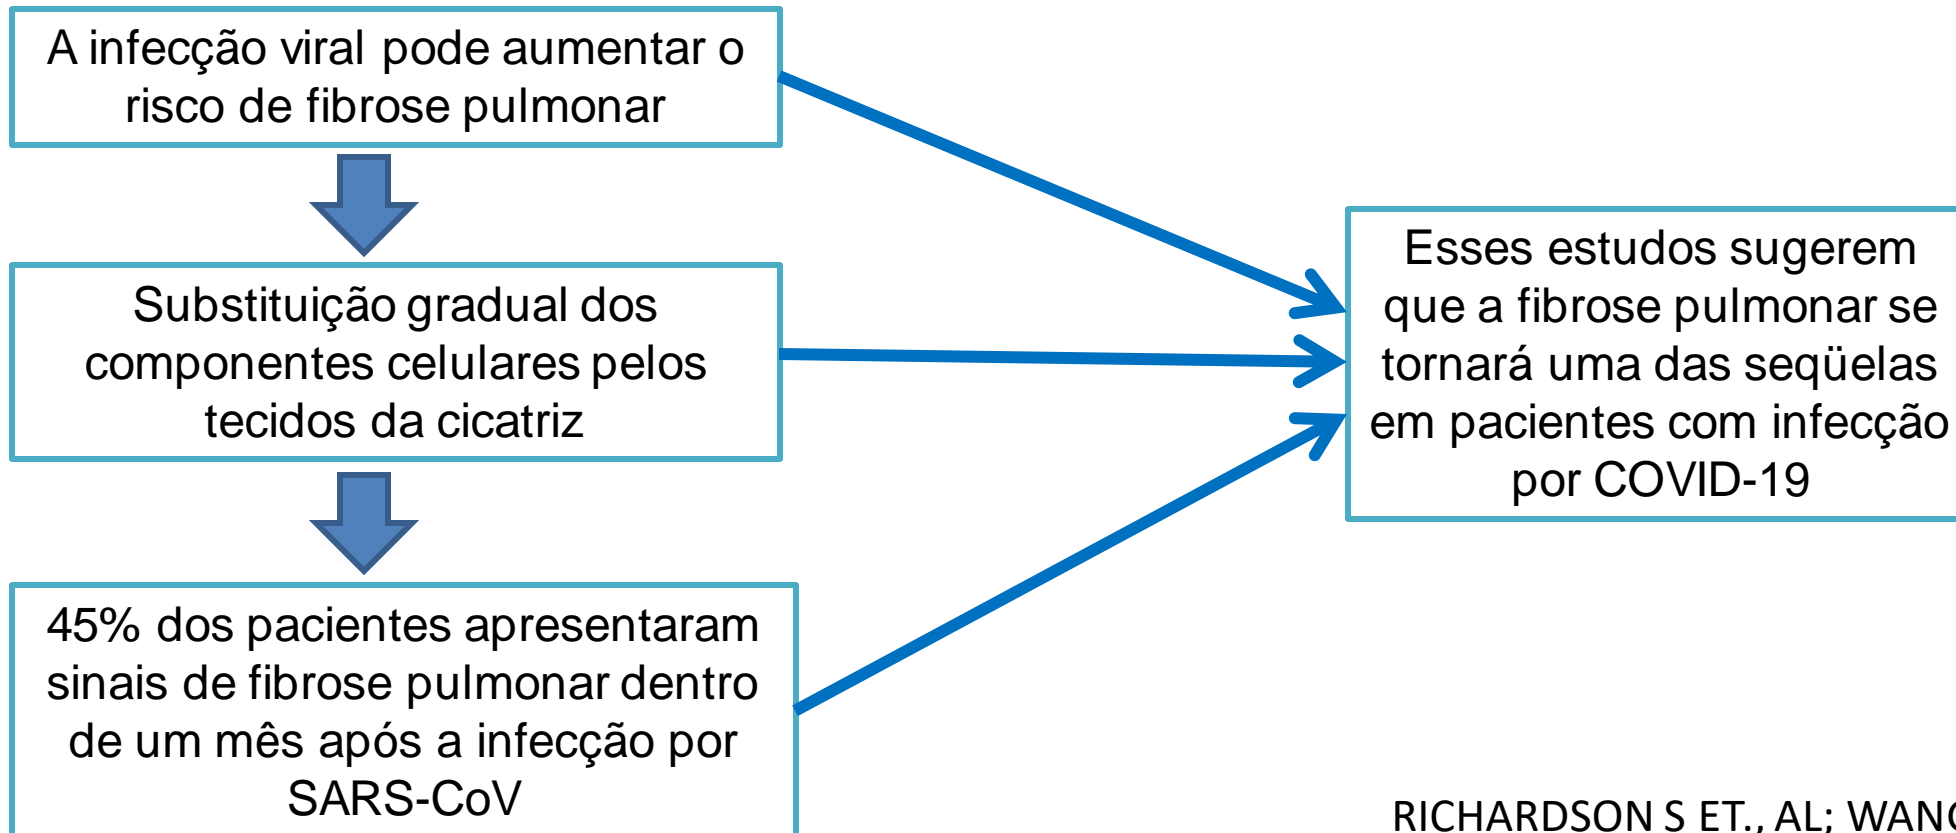 A infecção viral pode aumentar o
risco de fibrose pulmonar
Substituição gradual dos
componentes celulares pelos
tecidos da cicatriz
45% dos pacientes apresentaram
sinais de fibrose pulmonar dentro
de um mês após a infecção por
SARS-CoV
Esses estudos sugerem
que a fibrose pulmonar se
tornará uma das seqüelas
em pacientes com infecção
por COVID-19
RICHARDSON S ET., AL;